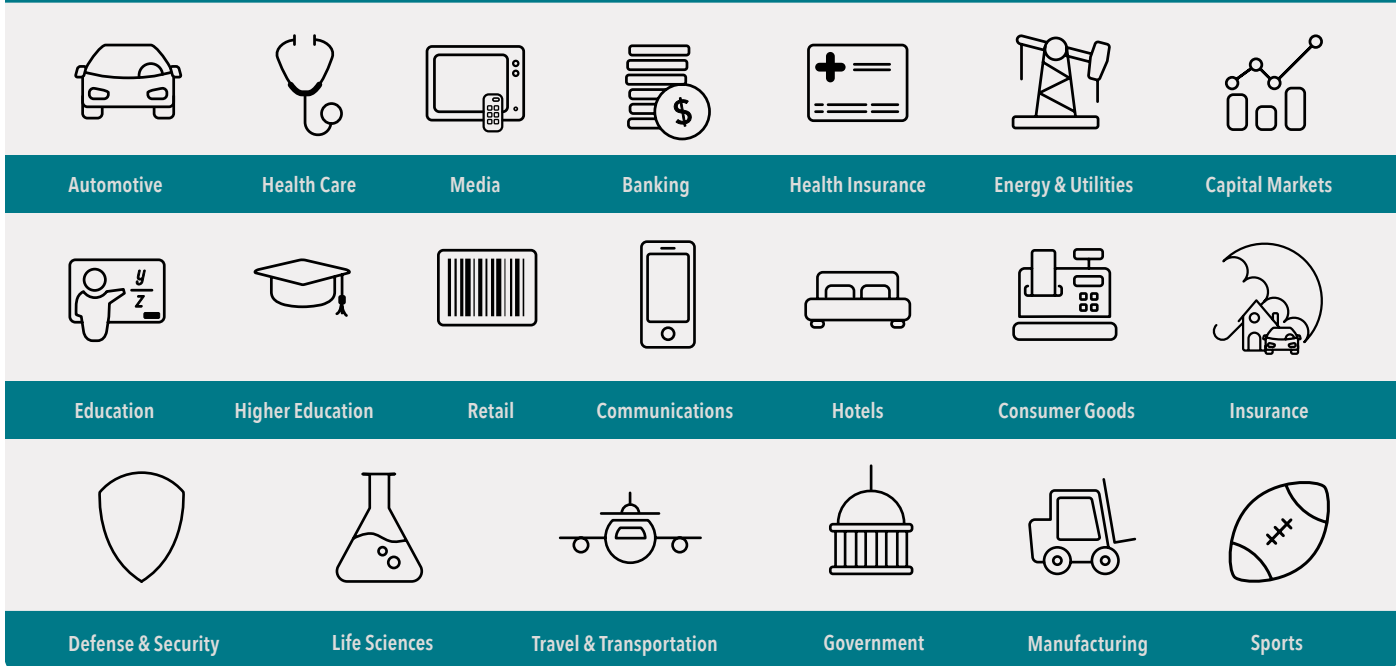 $
Automotive Health Care Media Banking Health Insurance Energy & Utilities Capital Markets
y
z
Education Higher Education Retail Communications Hotels Consumer Goods Insurance
Defense & Security Life Sciences Travel & Transportation Government Manufacturing Sports